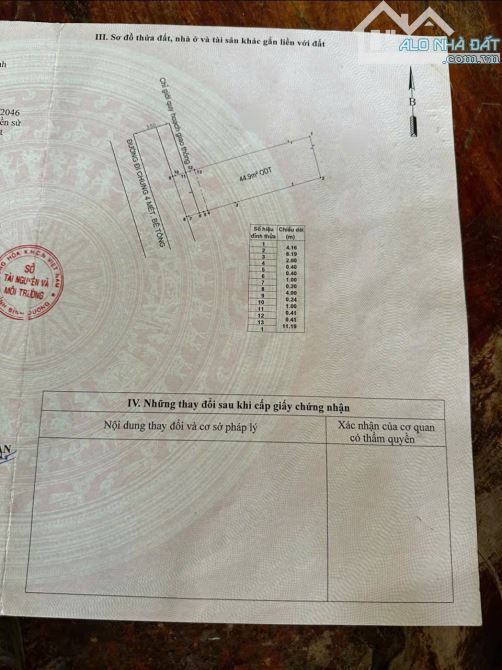 ALO NHÀ ĐẤT
.com.vn
III. Sơ đồ thửa đất, nhà ở và tài sản khác gắn liền với đất
B
Chỉ giới quy hoạch giao thông
ĐƯỜNG ĐI CHUNG 4 MÉT, BÊ TÔNG
44.9m² ODT
2046
Số hiệu đỉnh thửa Chiều dài (m)
1
2 4.16
3 6.19
4 2.00
5 0.40
6 0.40
7 1.00
8 0.20
9 4.00
10 0.24
11 1.00
12 0.41
13 0.41
1 11.19
SỞ
TÀI NGUYÊN VÀ
MÔI TRƯỜNG
IV. Những thay đổi sau khi cấp giấy chứng nhận
Nội dung thay đổi và cơ sở pháp lý
Xác nhận của cơ quan
có thẩm quyền